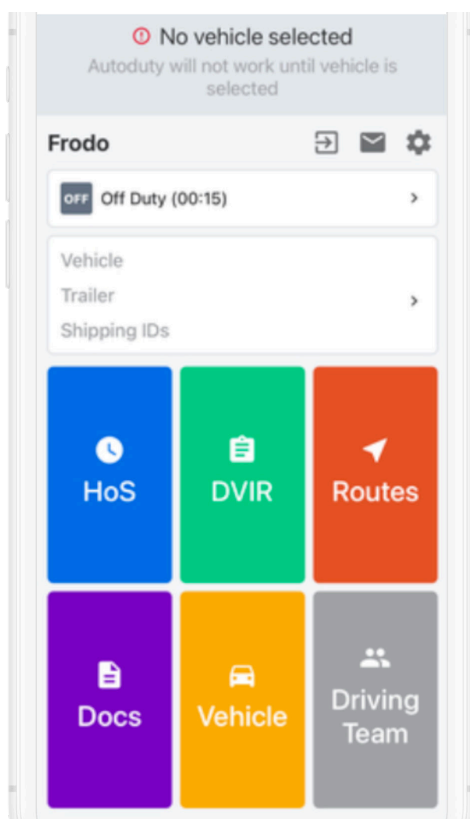 No vehicle selected
Autoduty will not work until vehicle is
selected
Frodo
OFF Off Duty (00:15)
Vehicle
Trailer
Shipping IDs
HoS
DVIR
Routes
Docs
Vehicle
Driving
Team